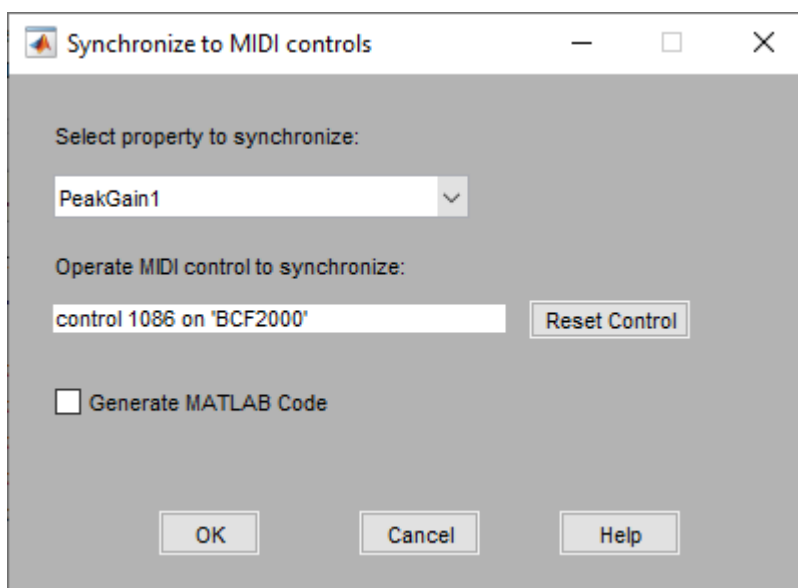 Synchronize to MIDI controls
Select property to synchronize:
PeakGain1
Operate MIDI control to synchronize:
control 1086 on 'BCF2000'
Reset Control
Generate MATLAB Code
OK
Cancel
Help